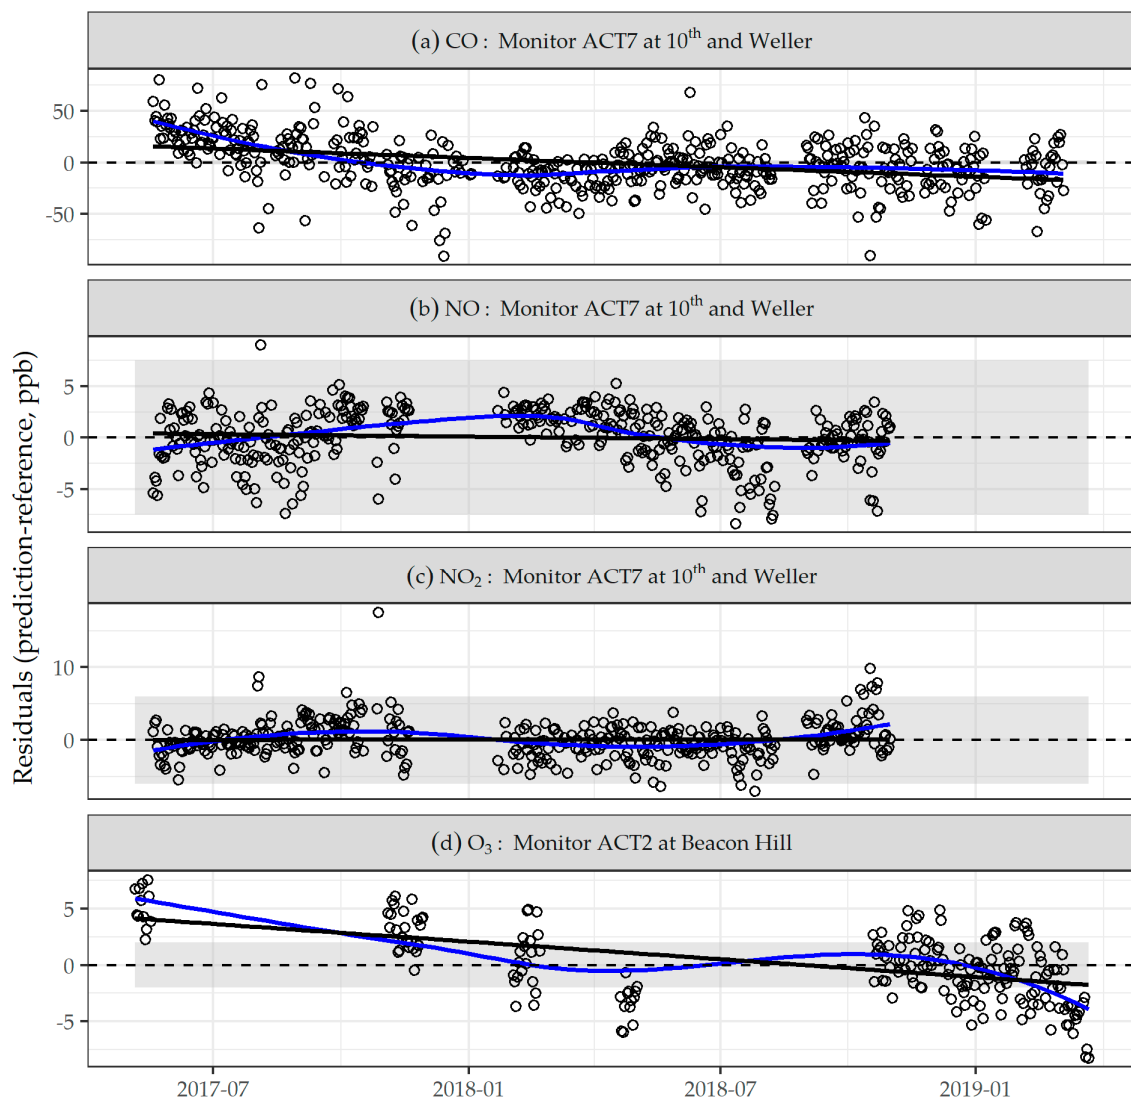 (a) CO : Monitor ACT7 at 10th and Weller
50
0
-50
(b) NO : Monitor ACT7 at 10th and Weller
5
0
-5
(c) NO₂ : Monitor ACT7 at 10th and Weller
10
0
(d) O₃ : Monitor ACT2 at Beacon Hill
5
0
-5
2017-07 2018-01 2018-07 2019-01
Residuals (prediction-reference, ppb)